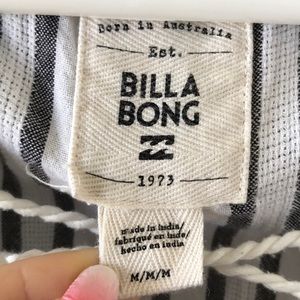 Born in Australia
Est.
BILLA
BONG
1973
made in india/
fabriqué en inde/
hecho en india
M/M/M